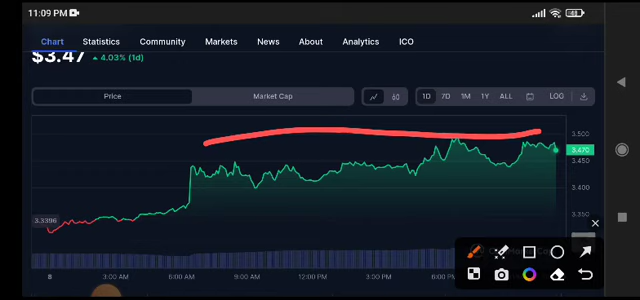 11:09 PM
Chart Statistics Community Markets News About Analytics ICO
$3.47 4.03% (1d)
Price Market Cap 1D 7D 1M 1Y ALL LOG
3.500
3.470
3.450
3.400
3.350
3.3396
8 3:00 AM 6:00 AM 9:00 AM 12:00 PM 3:00 PM 6:00 P